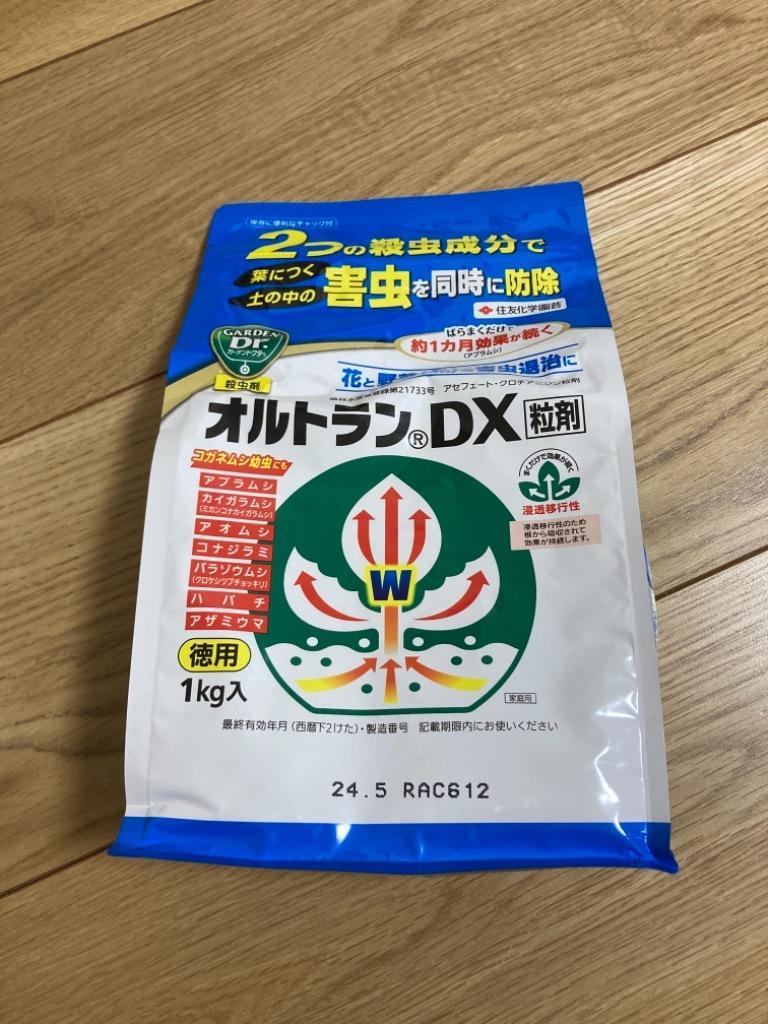 保存に便利なチャック付
2つの殺虫成分で
葉につく
土の中の
害虫を同時に防除
住友化学園芸
GARDEN
Dr.
ガーデンドクター
殺虫剤
ばらまくだけで
約1カ月効果が続く
(アブラムシ)
花と野 害虫退治に
登録第21733号 アセフェート・クロチアニジン粒剤
オルトラン®DX 粒剤
コガネムシ幼虫にも
アブラムシ
カイガラムシ
(ミカンコナカイガラムシ)
アオムシ
コナジラミ
バラゾウムシ
(クロケシツブチョッキリ)
ハバチ
アザミウマ
まくだけで効果が続く
浸透移行性
浸透移行性のため
根から吸収されて
効果が持続します。
W
徳用
1kg入
家庭用
最終有効年月(西暦下2けた)・製造番号 記載期限内にお使いください
24.5 RAC612